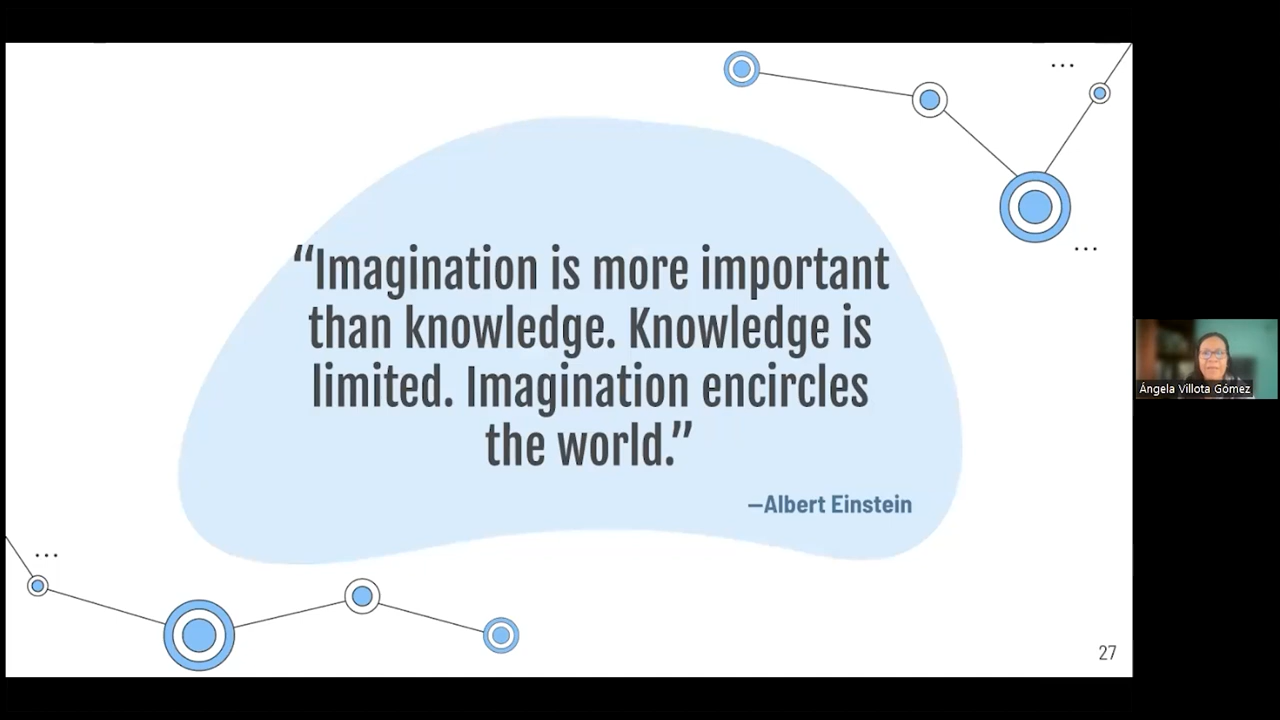 “Imagination is more important
than knowledge. Knowledge is
limited. Imagination encircles
the world.”
—Albert Einstein
27
Ángela Villota Gómez